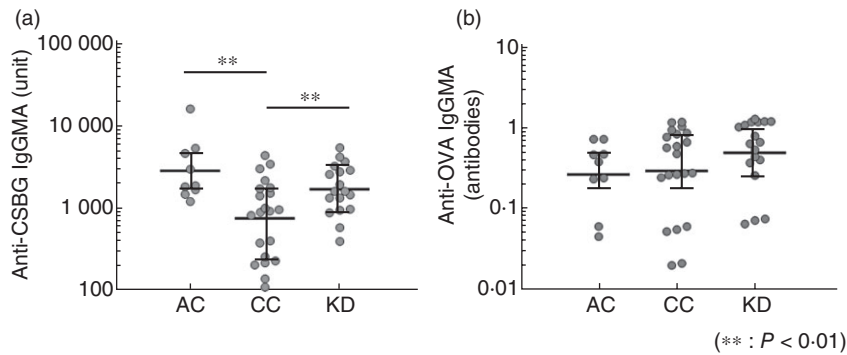 (a)
Anti-CSBG IgGMA (unit)
100 000
10 000
1 000
100
**
**
AC CC KD
(b)
Anti-OVA IgGMA
(antibodies)
10
1
0·1
0·01
AC CC KD
(** : P < 0·01)